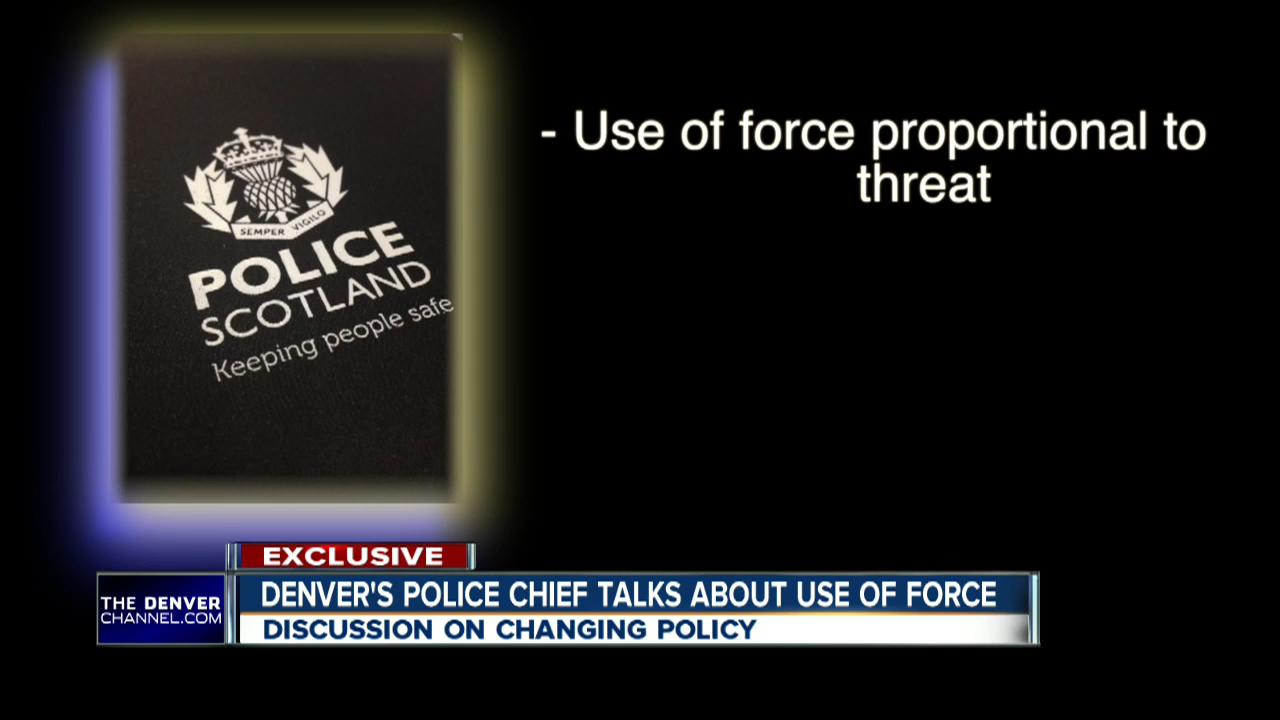 - Use of force proportional to
threat
SEMPER VIGILO
POLICE
SCOTLAND
Keeping people safe
EXCLUSIVE
THE DENVER
CHANNEL.COM
DENVER'S POLICE CHIEF TALKS ABOUT USE OF FORCE
DISCUSSION ON CHANGING POLICY